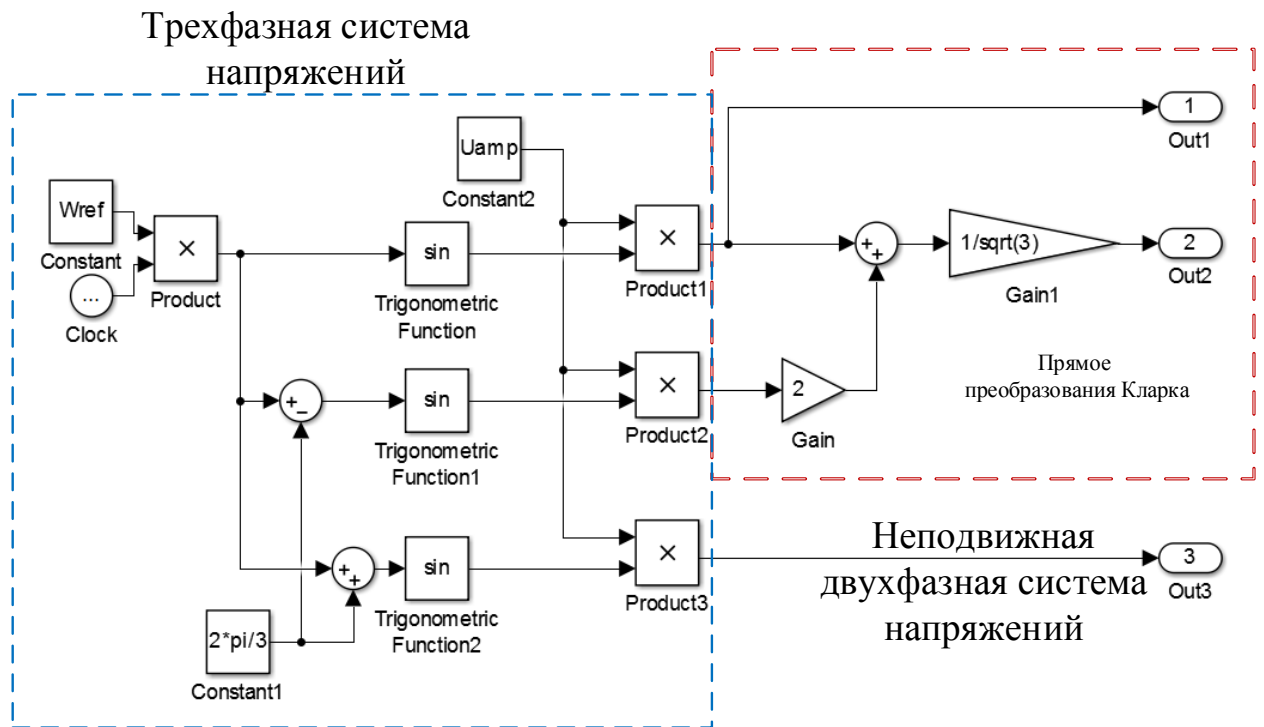 Трехфазная система
напряжений
Uamp
Constant2
Wref
Constant
...
Clock
×
Product
sin
Trigonometric
Function
×
Product1
+
+
1/sqrt(3)
Gain1
1
Out1
2
Out2
+
−
sin
Trigonometric
Function1
×
Product2
2
Gain
Прямое
преобразования Кларка
+
+
sin
Trigonometric
Function2
×
Product3
2*pi/3
Constant1
Неподвижная
двухфазная система
напряжений
3
Out3